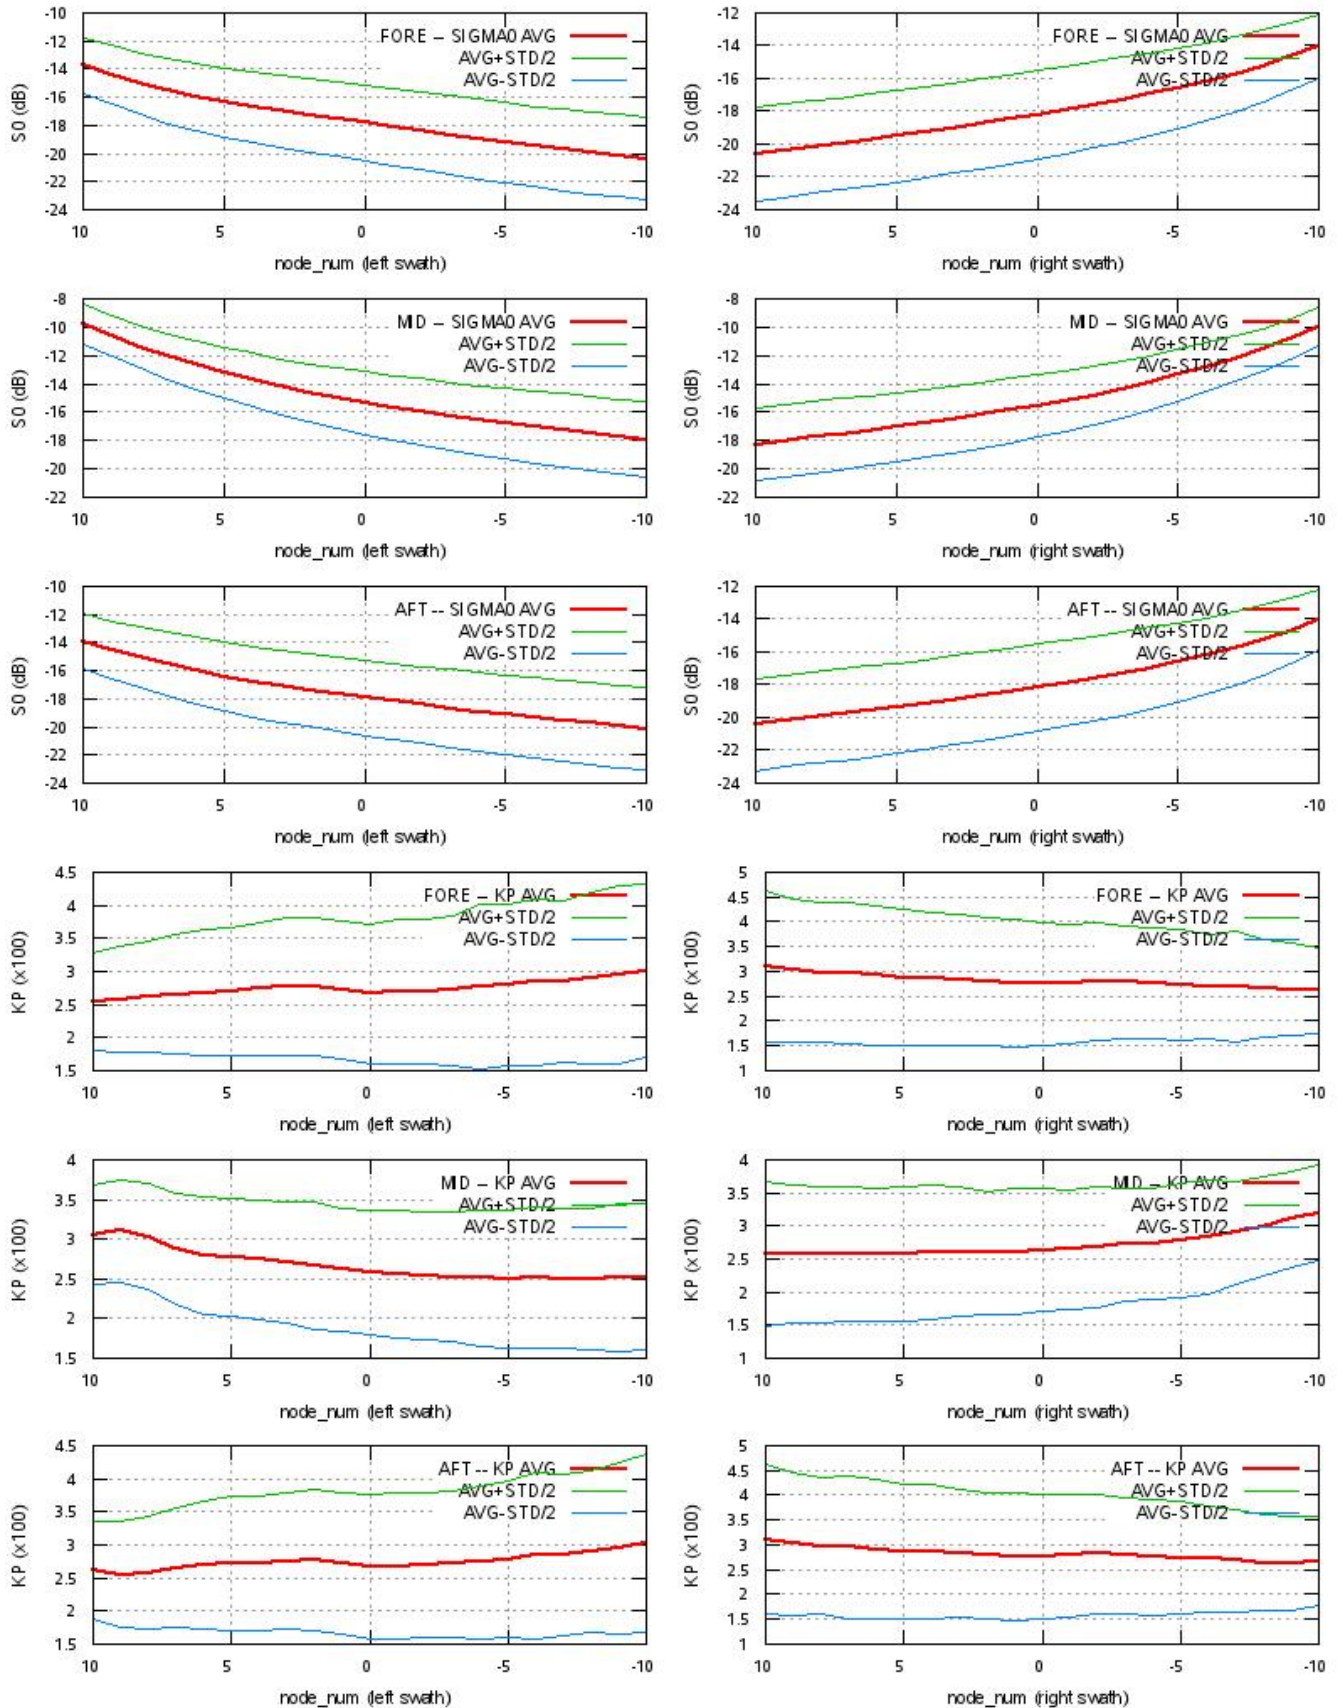 -10
-12
-14
-16
-18
-20
-22
-24
S0 (dB)
FORE -- SIGMA0 AVG
AVG+STD/2
AVG-STD/2
10 5 0 -5 -10
node_num (left swath)
-12
-14
-16
-18
-20
-22
-24
S0 (dB)
FORE -- SIGMA0 AVG
AVG+STD/2
AVG-STD/2
10 5 0 -5 -10
node_num (right swath)
-8
-10
-12
-14
-16
-18
-20
-22
S0 (dB)
MID -- SIGMA0 AVG
AVG+STD/2
AVG-STD/2
10 5 0 -5 -10
node_num (left swath)
-8
-10
-12
-14
-16
-18
-20
-22
S0 (dB)
MID -- SIGMA0 AVG
AVG+STD/2
AVG-STD/2
10 5 0 -5 -10
node_num (right swath)
-10
-12
-14
-16
-18
-20
-22
-24
S0 (dB)
AFT -- SIGMA0 AVG
AVG+STD/2
AVG-STD/2
10 5 0 -5 -10
node_num (left swath)
-12
-14
-16
-18
-20
-22
-24
S0 (dB)
AFT -- SIGMA0 AVG
AVG+STD/2
AVG-STD/2
10 5 0 -5 -10
node_num (right swath)
4.5
4
3.5
3
2.5
2
1.5
KP (x100)
FORE -- KP AVG
AVG+STD/2
AVG-STD/2
10 5 0 -5 -10
node_num (left swath)
5
4.5
4
3.5
3
2.5
2
1.5
1
KP (x100)
FORE -- KP AVG
AVG+STD/2
AVG-STD/2
10 5 0 -5 -10
node_num (right swath)
4
3.5
3
2.5
2
1.5
KP (x100)
MID -- KP AVG
AVG+STD/2
AVG-STD/2
10 5 0 -5 -10
node_num (left swath)
4
3.5
3
2.5
2
1.5
1
KP (x100)
MID -- KP AVG
AVG+STD/2
AVG-STD/2
10 5 0 -5 -10
node_num (right swath)
4.5
4
3.5
3
2.5
2
1.5
KP (x100)
AFT -- KP AVG
AVG+STD/2
AVG-STD/2
10 5 0 -5 -10
node_num (left swath)
5
4.5
4
3.5
3
2.5
2
1.5
1
KP (x100)
AFT -- KP AVG
AVG+STD/2
AVG-STD/2
10 5 0 -5 -10
node_num (right swath)